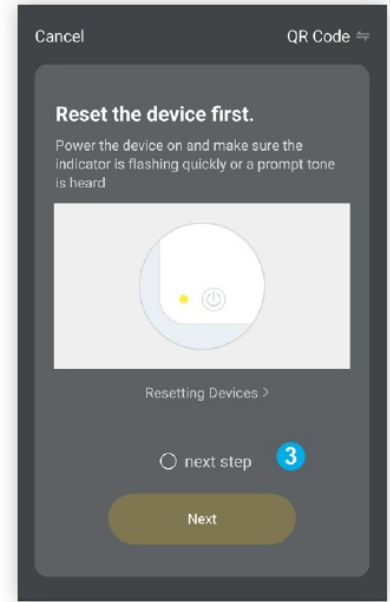 Cancel
QR Code
Reset the device first.
Power the device on and make sure the
indicator is flashing quickly or a prompt tone
is heard
Resetting Devices >
next step
3
Next